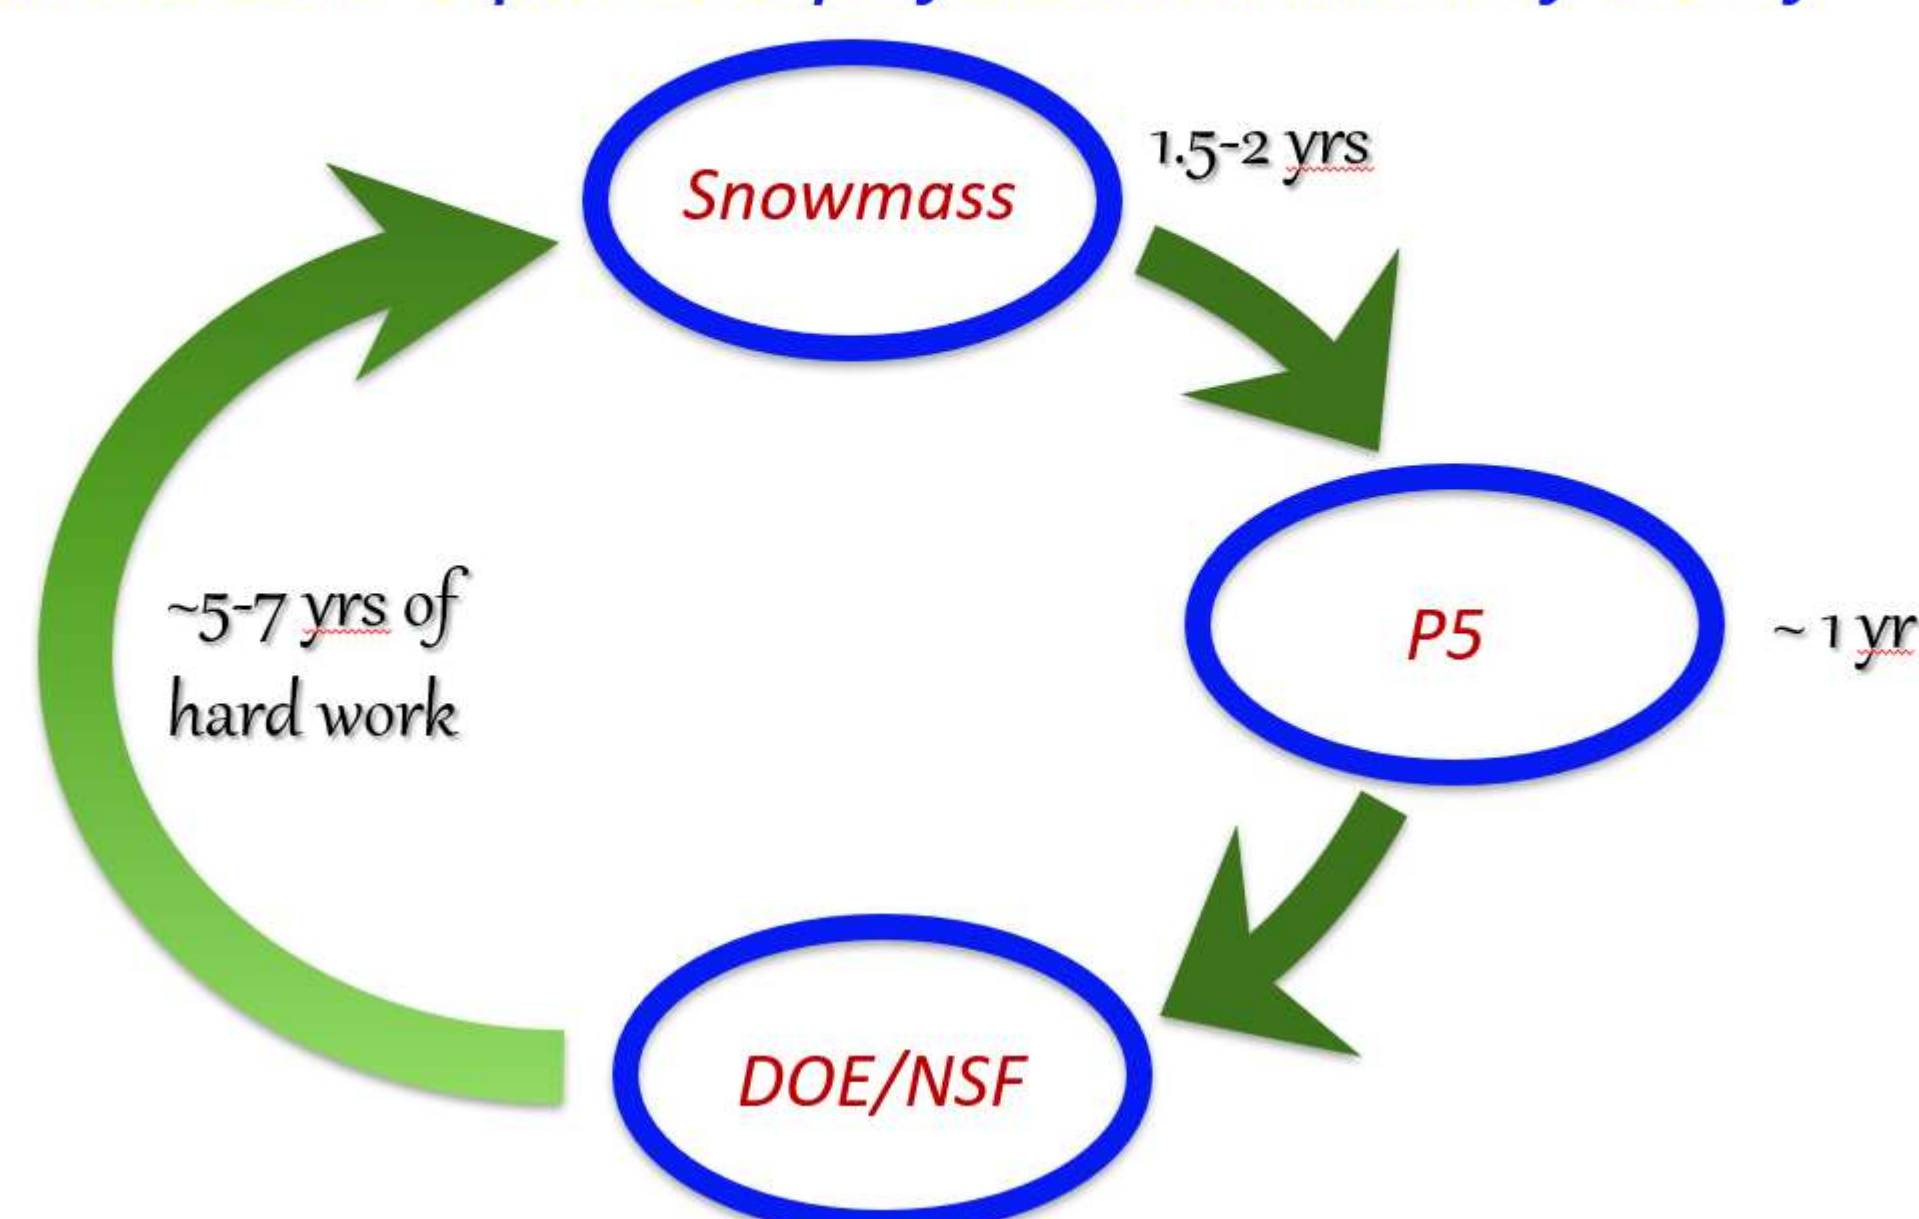 Snowmass
1.5-2 yrs
P5
~ 1 yr
~5-7 yrs of
hard work
DOE/NSF